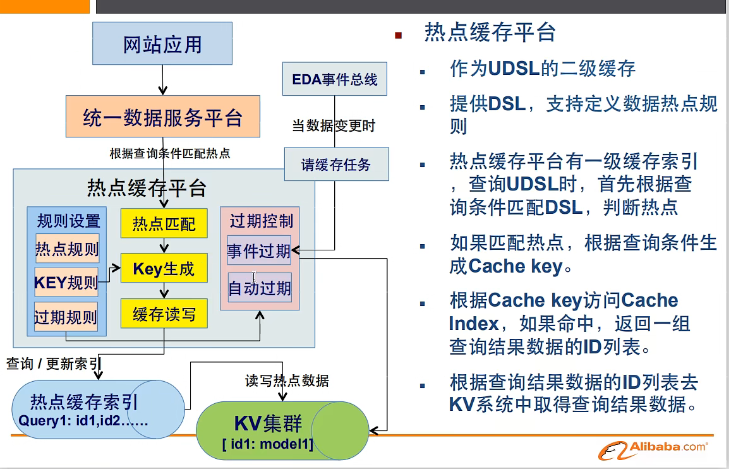 网站应用
统一数据服务平台
根据查询条件匹配热点
EDA事件总线
当数据变更时
请缓存任务
热点缓存平台
规则设置
热点规则
KEY规则
过期规则
热点匹配
Key生成
缓存读写
过期控制
事件过期
自动过期
查询 / 更新索引
热点缓存索引
Query1: id1,id2......
读写热点数据
KV集群
[ id1: model1]
热点缓存平台
作为UDSL的二级缓存
提供DSL，支持定义数据热点规
则
热点缓存平台有一级缓存索引
，查询UDSL时，首先根据查
询条件匹配DSL，判断热点
如果匹配热点，根据查询条件生
成Cache key。
根据Cache key访问Cache
Index，如果命中，返回一组
查询结果数据的ID列表。
根据查询结果数据的ID列表去
KV系统中取得查询结果数据。
Alibaba.com